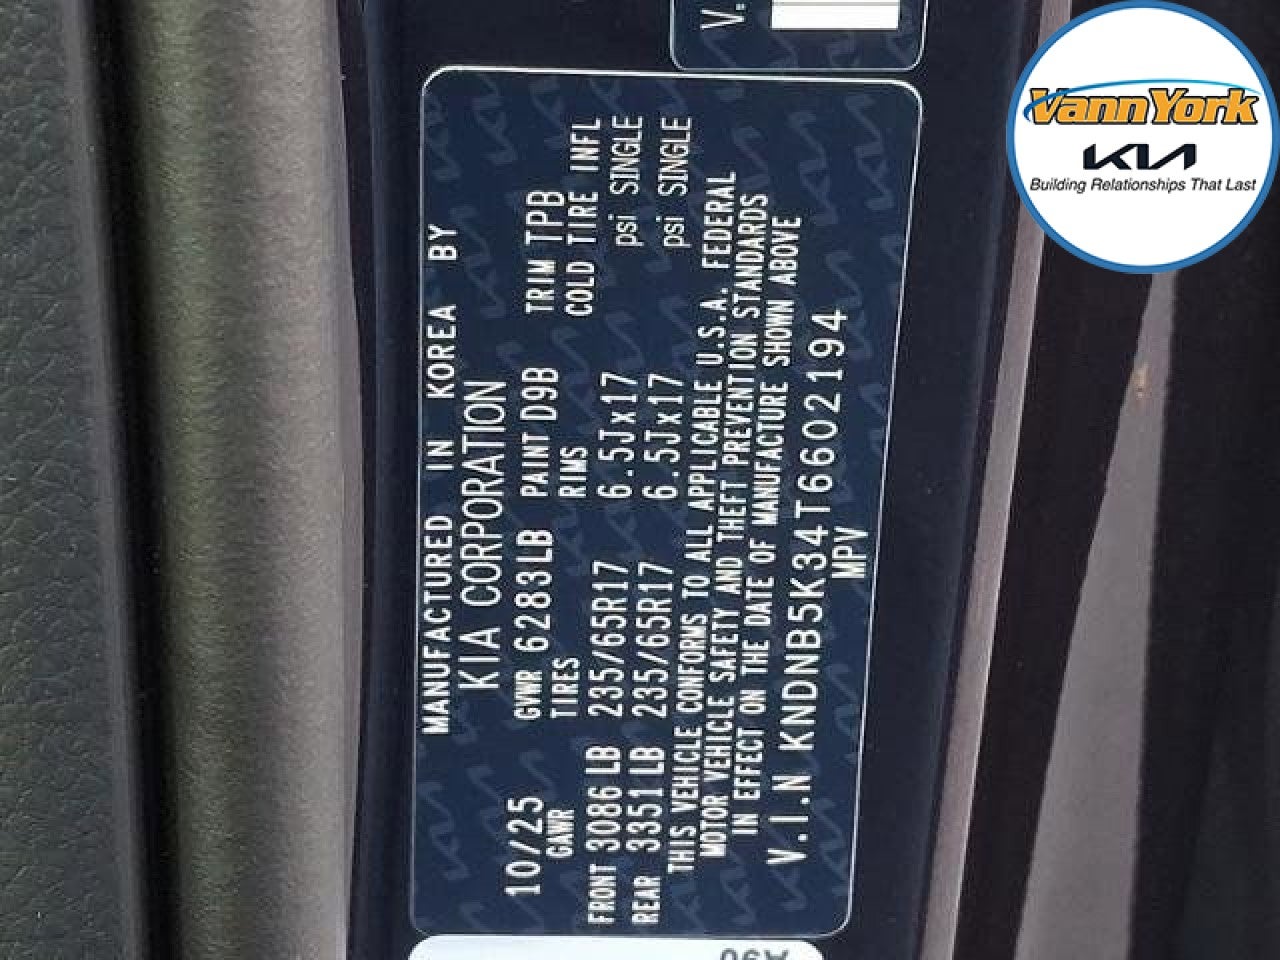 MANUFACTURED IN KOREA BY
KIA CORPORATION
10/25 GVWR 6283LB PAINT D9B TRIM TPB
GAWR TIRES RIMS COLD TIRE INFL
FRONT 3086 LB 235/65R17 6.5Jx17 psi SINGLE
REAR 3351 LB 235/65R17 6.5Jx17 psi SINGLE
THIS VEHICLE CONFORMS TO ALL APPLICABLE U.S.A. FEDERAL
MOTOR VEHICLE SAFETY AND THEFT PREVENTION STANDARDS
IN EFFECT ON THE DATE OF MANUFACTURE SHOWN ABOVE
V.I.N KNDNB5K34T6602194
MPV
V.
VannYork
KIA
Building Relationships That Last